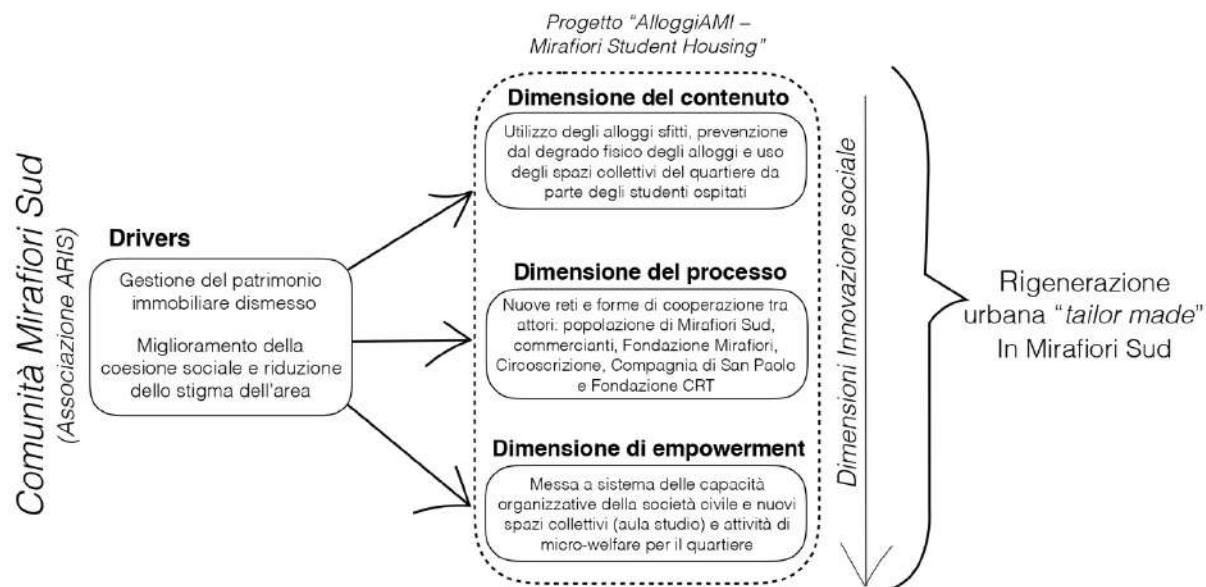 Comunità Mirafiori Sud
(Associazione ARIS)
Drivers
Gestione del patrimonio
immobiliare dismesso
Miglioramento della
coesione sociale e riduzione
dello stigma dell'area
Progetto "AlloggiAMI –
Mirafiori Student Housing"
Dimensione del contenuto
Utilizzo degli alloggi sfitti, prevenzione
dal degrado fisico degli alloggi e uso
degli spazi collettivi del quartiere da
parte degli studenti ospitati
Dimensione del processo
Nuove reti e forme di cooperazione tra
attori: popolazione di Mirafiori Sud,
commercianti, Fondazione Mirafiori,
Circoscrizione, Compagnia di San Paolo
e Fondazione CRT
Dimensione di empowerment
Messa a sistema delle capacità
organizzative della società civile e nuovi
spazi collettivi (aula studio) e attività di
micro-welfare per il quartiere
Dimensioni Innovazione sociale
Rigenerazione
urbana "tailor made"
In Mirafiori Sud